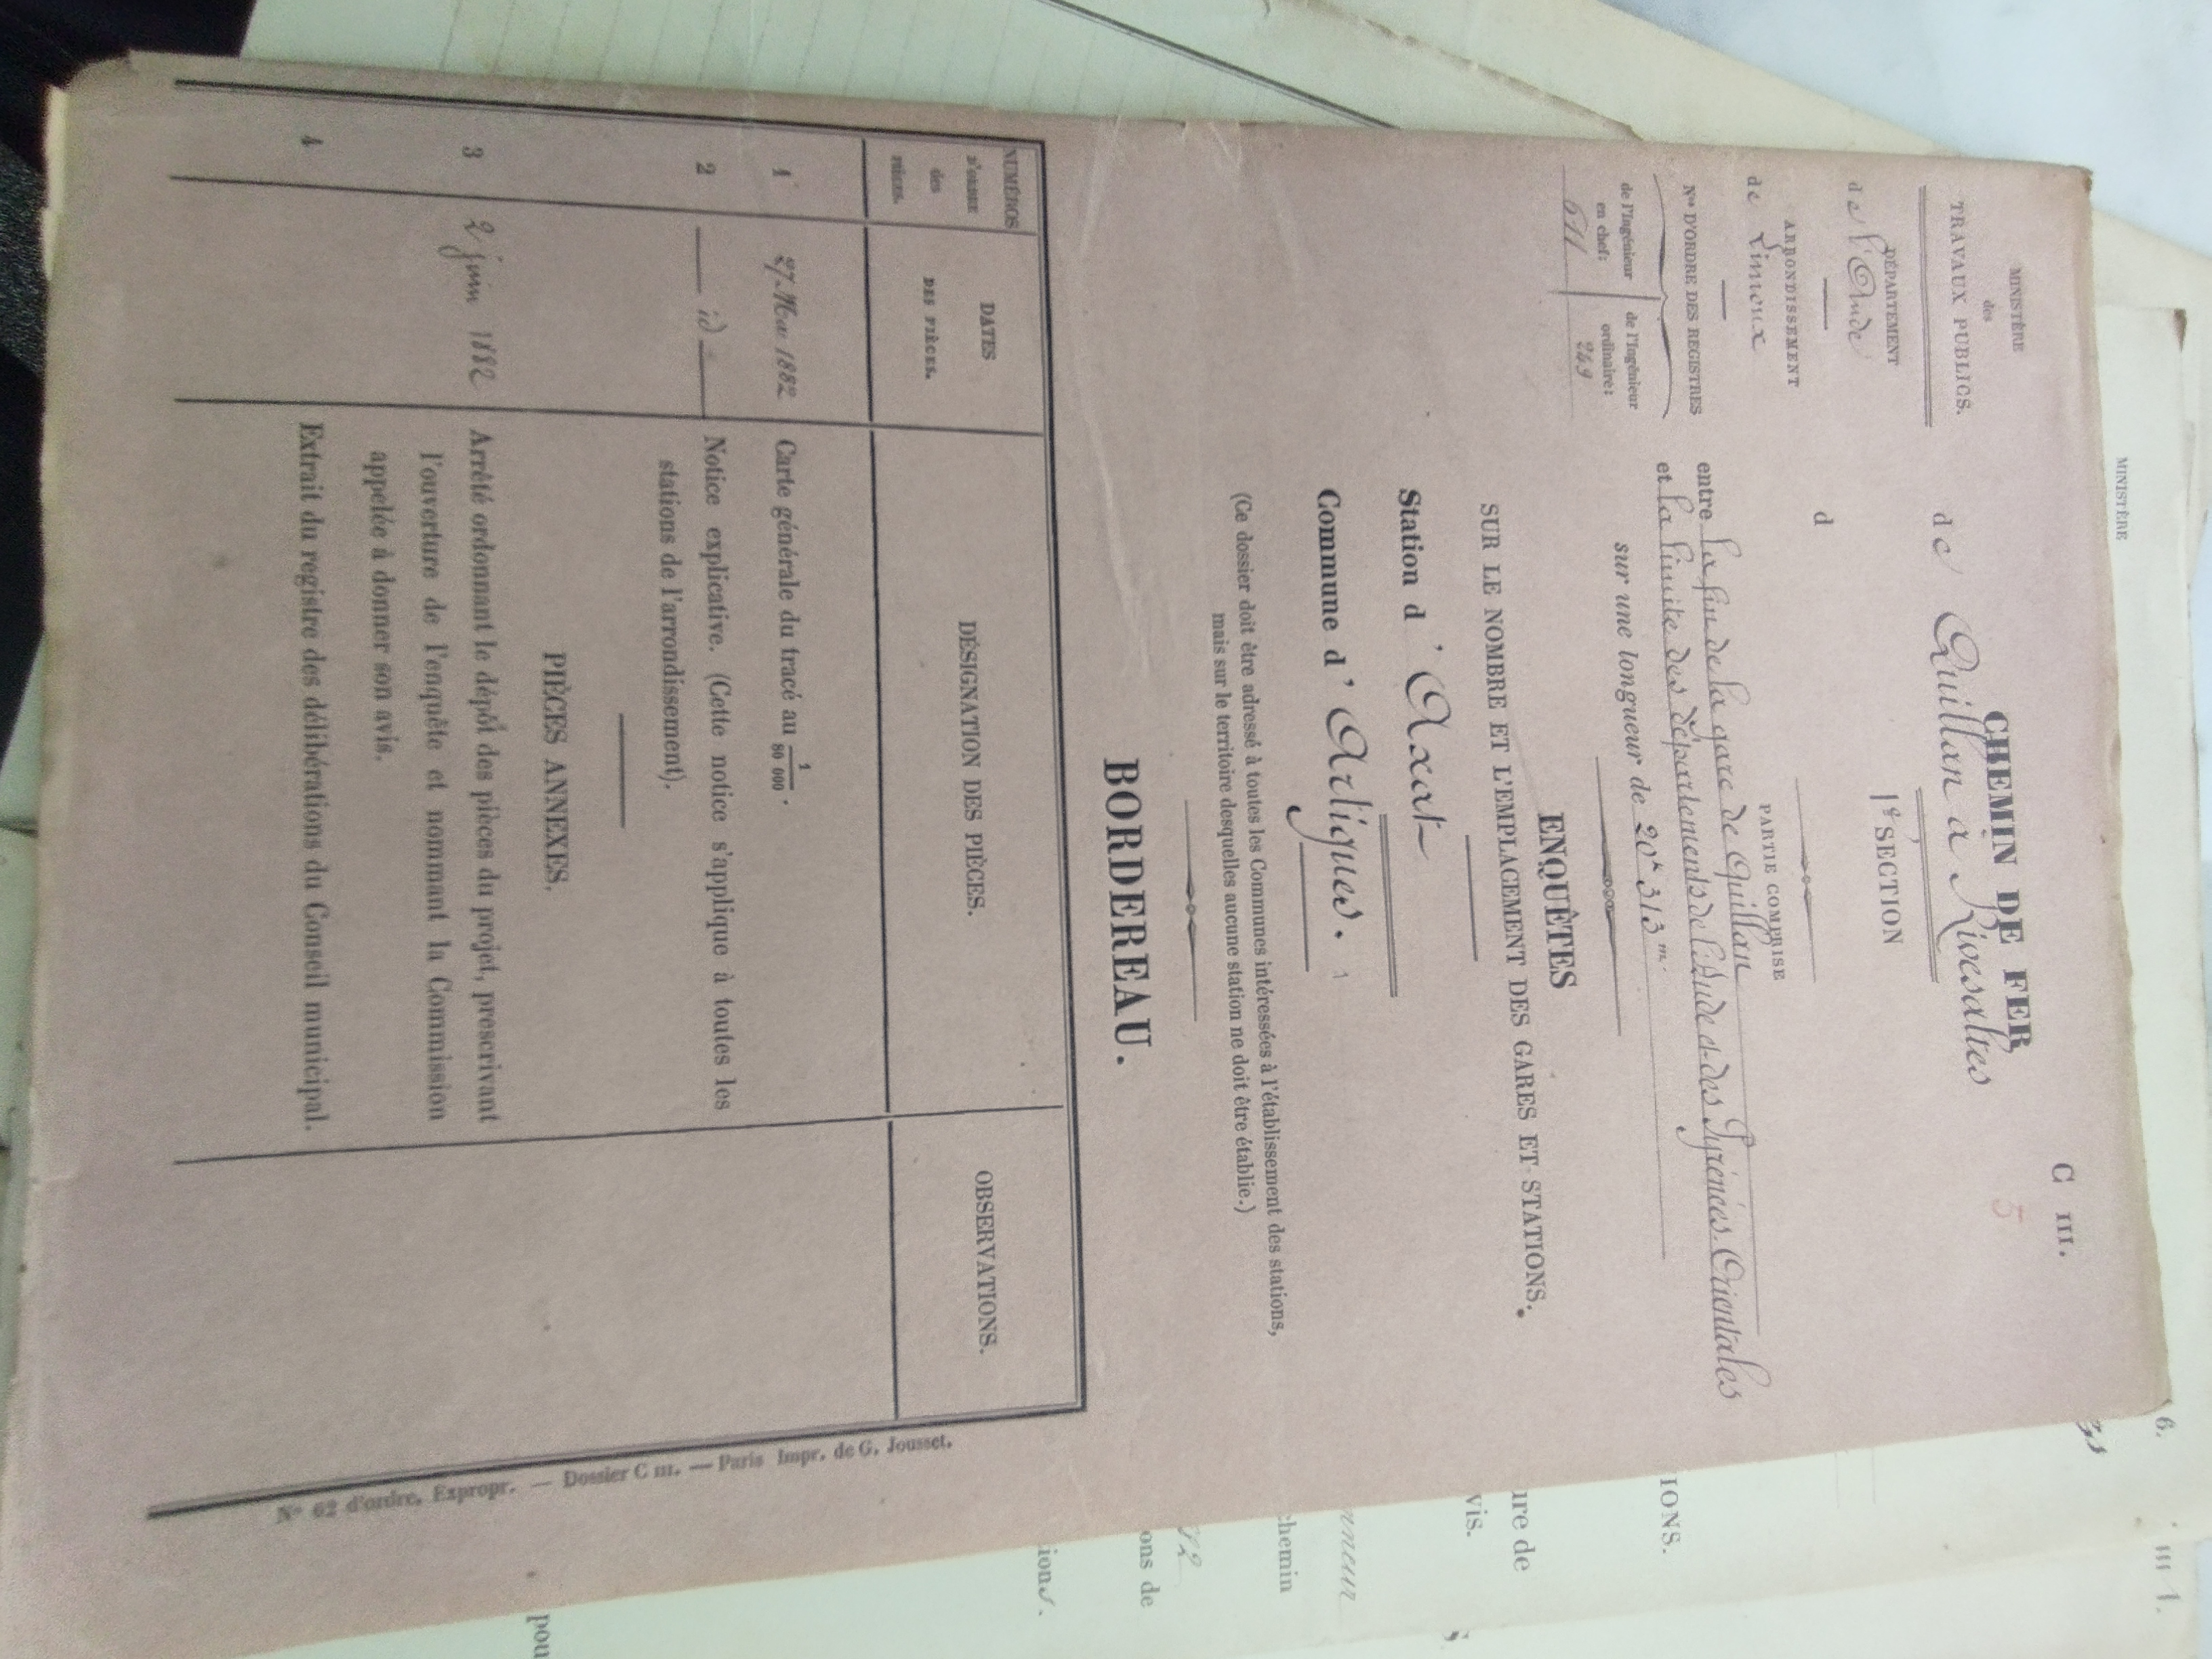 MINISTÈRE
6.
III 1.
C III.
5
MINISTÈRE
des
TRAVAUX PUBLICS.
DÉPARTEMENT
de l'Aude
ARRONDISSEMENT
de Limoux
Nos D'ORDRE DES REGISTRES
de l'Ingénieur
en chef:
611
de l'Ingénieur
ordinaire:
249
CHEMIN DE FER
de Quillan à Rivesaltes
1e SECTION
d
PARTIE COMPRISE
entre la fin de la gare de Quillan
et la limite des départements de l'Aude et des Pyrénées-Orientales
sur une longueur de 20k 313m.
ENQUÊTES
SUR LE NOMBRE ET L'EMPLACEMENT DES GARES ET STATIONS.
Station d'Axat
Commune d'Artigues.
(Ce dossier doit être adressé à toutes les Communes intéressées à l'établissement des stations,
mais sur le territoire desquelles aucune station ne doit être établie.)
BORDEREAU.
NUMÉROS
D'ORDRE
des
PIÈCES.
DATES
DES PIÈCES.
DÉSIGNATION DES PIÈCES.
OBSERVATIONS.
1 27 Mai 1882 Carte générale du tracé au 1/80 000.
2 — id — Notice explicative. (Cette notice s'applique à toutes les
stations de l'arrondissement).
PIÈCES ANNEXES.
3 2 juin 1882 Arrêté ordonnant le dépôt des pièces du projet, prescrivant
l'ouverture de l'enquête et nommant la Commission
appelée à donner son avis.
4 Extrait du registre des délibérations du Conseil municipal.
N° 62 d'ordre. Expropr. — Dossier C III. — Paris Impr. de G. Jousset.
IONS.
ure de
vis.
S
nneur
chemin
82
ons de
ions.
pou